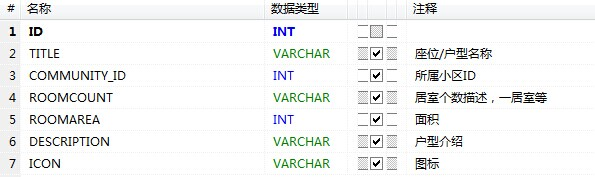 # 名称 数据类型 注释
1 ID INT
2 TITLE VARCHAR 座位/户型名称
3 COMMUNITY_ID INT 所属小区ID
4 ROOMCOUNT VARCHAR 居室个数描述，一居室等
5 ROOMAREA INT 面积
6 DESCRIPTION VARCHAR 户型介绍
7 ICON VARCHAR 图标